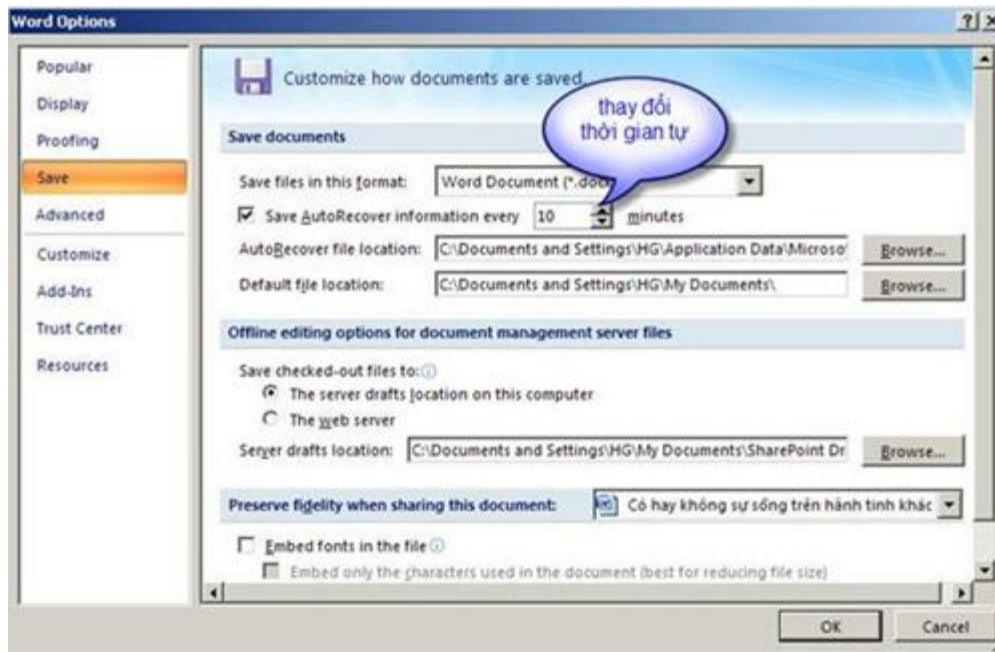 Word Options
Popular
Display
Proofing
Save
Advanced
Customize
Add-Ins
Trust Center
Resources
Customize how documents are saved.
thay đổi
thời gian tự
Save documents
Save files in this format: Word Document (*.doc
Save AutoRecover information every 10 minutes
AutoRecover file location: C:\Documents and Settings\HG\Application Data\Microso Browse...
Default file location: C:\Documents and Settings\HG\My Documents\ Browse...
Offline editing options for document management server files
Save checked-out files to:
The server drafts location on this computer
The web server
Server drafts location: C:\Documents and Settings\HG\My Documents\SharePoint Dr Browse...
Preserve fidelity when sharing this document: Có hay không sự sống trên hành tinh khác
Embed fonts in the file
Embed only the characters used in the document (best for reducing file size)
OK Cancel